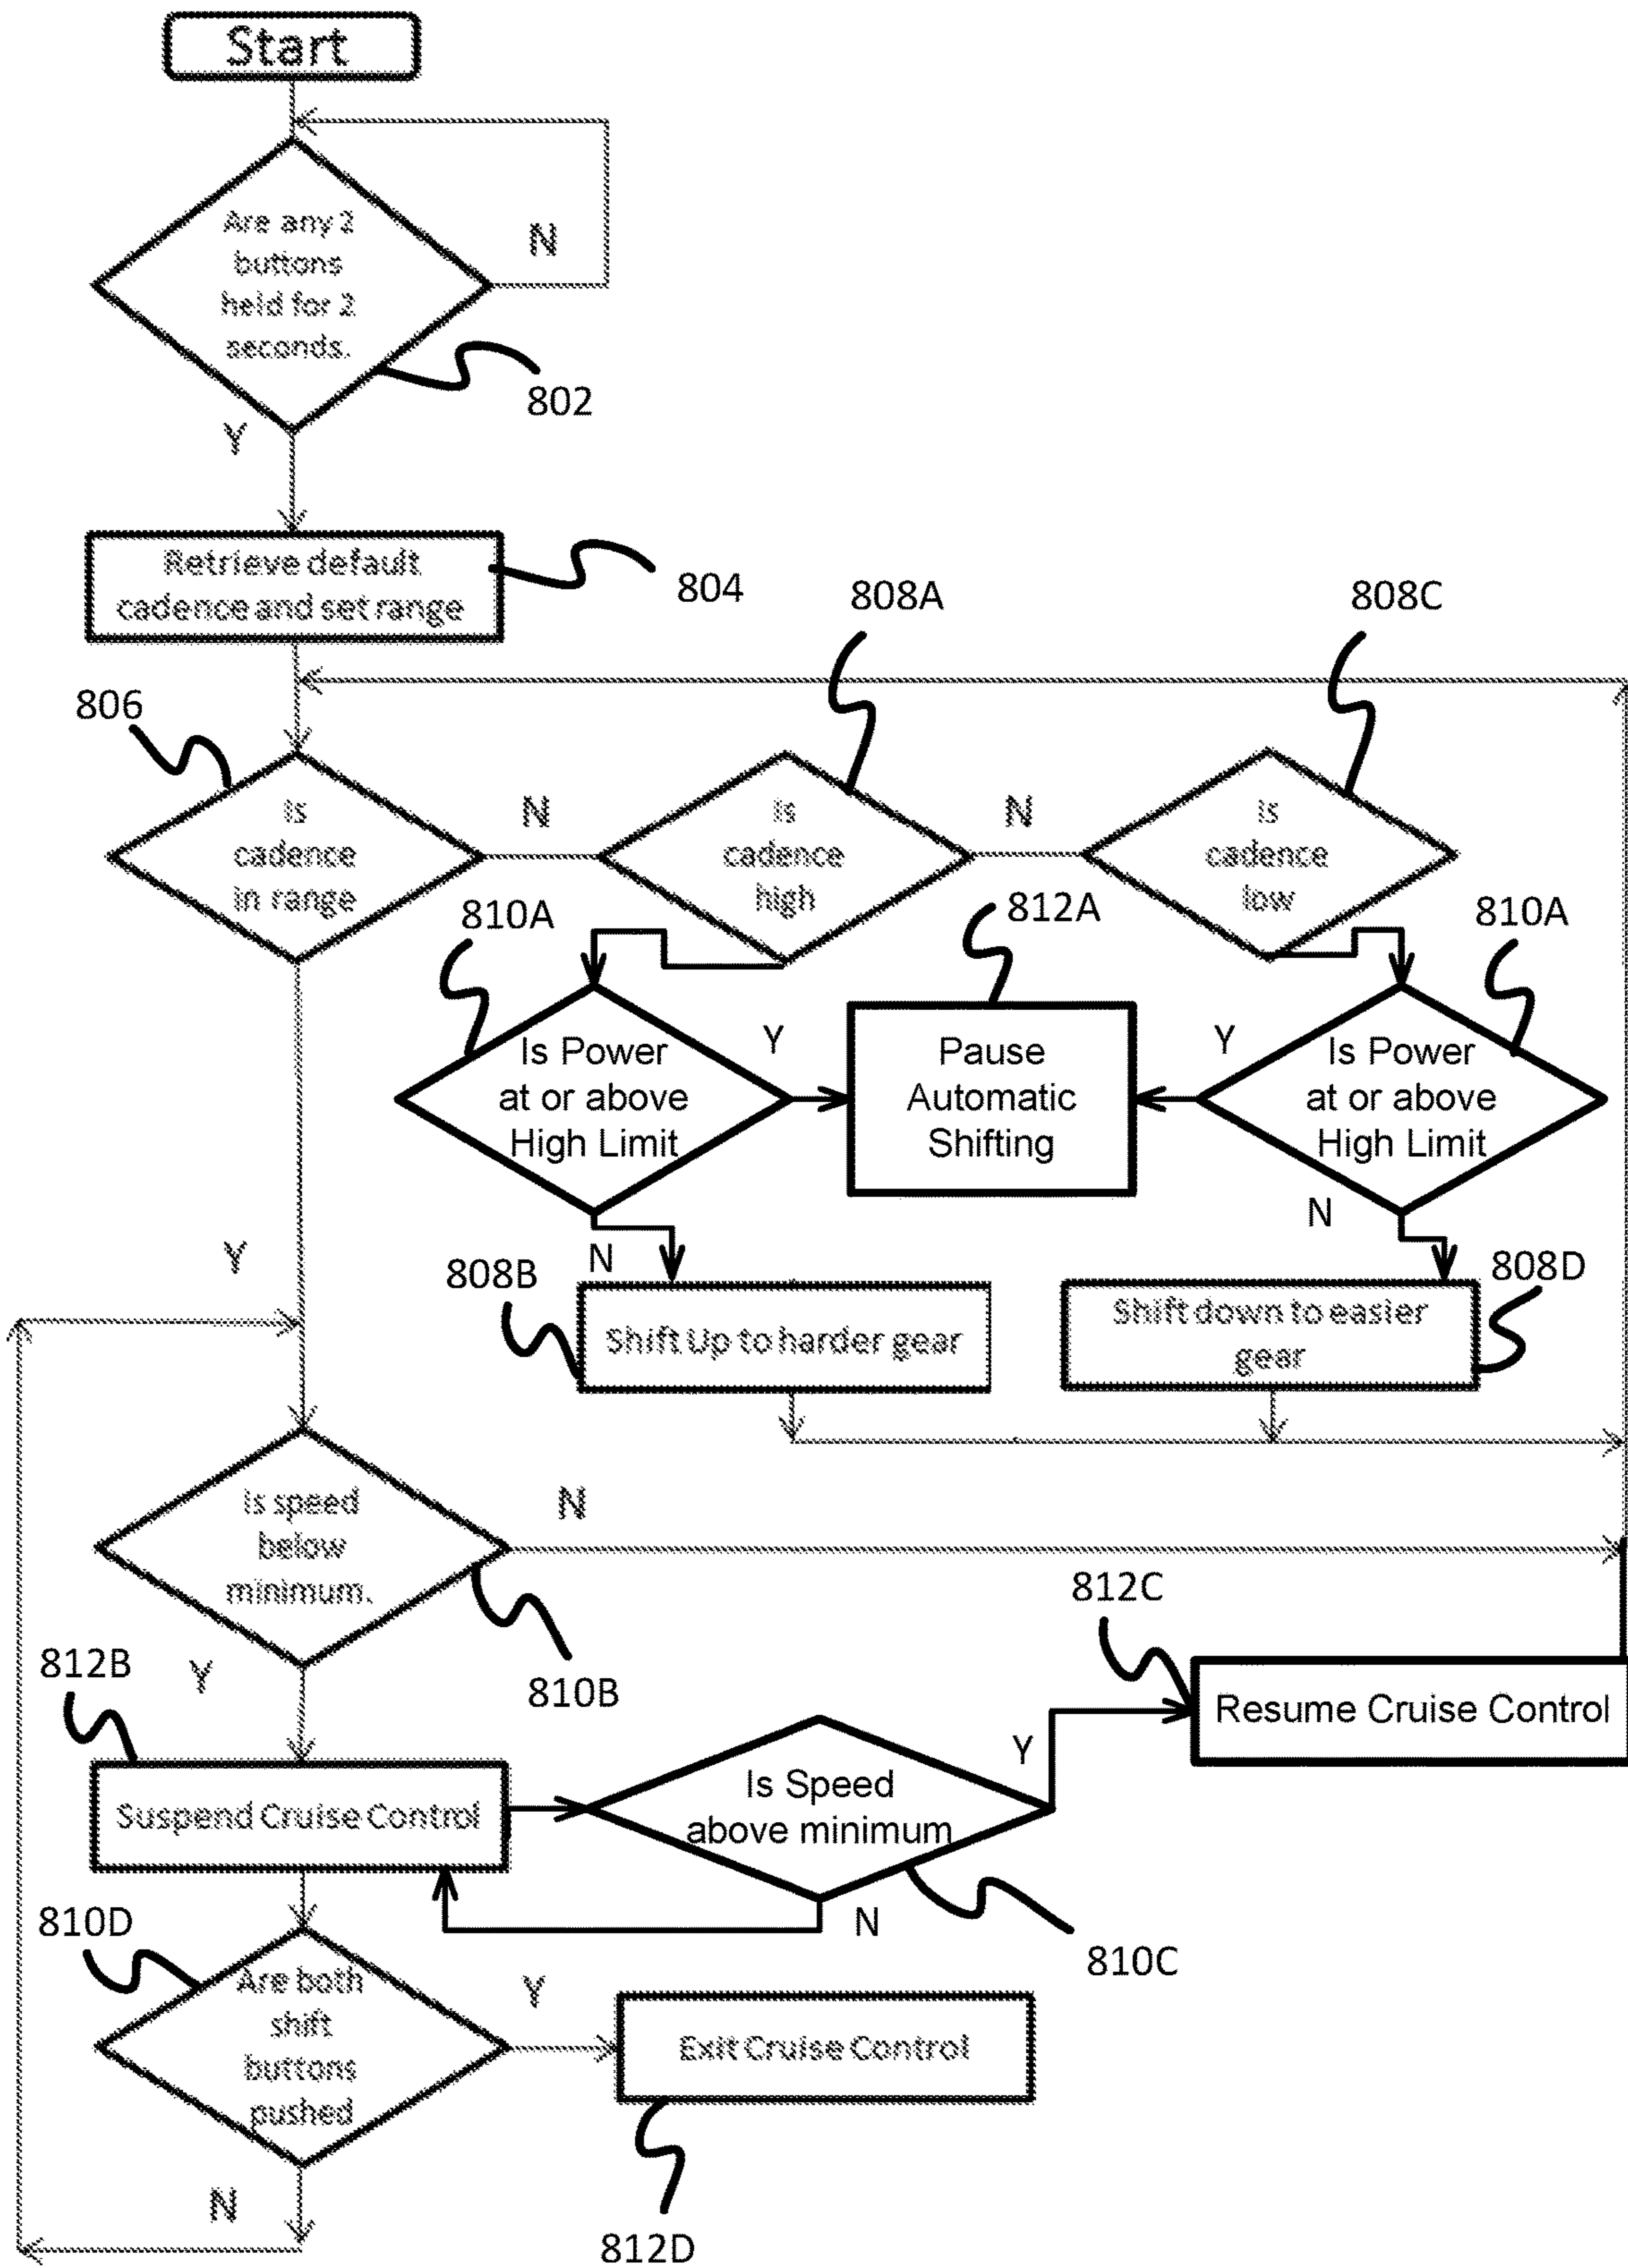 Start
Are any 2
buttons
held for 2
seconds.
N
802
Y
Retrieve default
cadence and set range
804
808A
808C
806
Is
cadence
in range
N
Is
cadence
high
N
Is
cadence
low
810A
812A
810A
Is Power
at or above
High Limit
Y
Pause
Automatic
Shifting
Y
Is Power
at or above
High Limit
N
N
Y
808B
808D
Shift Up to harder gear
Shift down to easier
gear
Is speed
below
minimum.
N
812C
812B
Y
810B
Resume Cruise Control
Suspend Cruise Control
Is Speed
above minimum
Y
N
810D
810C
Are both
shift
buttons
pushed
Y
Exit Cruise Control
N
812D